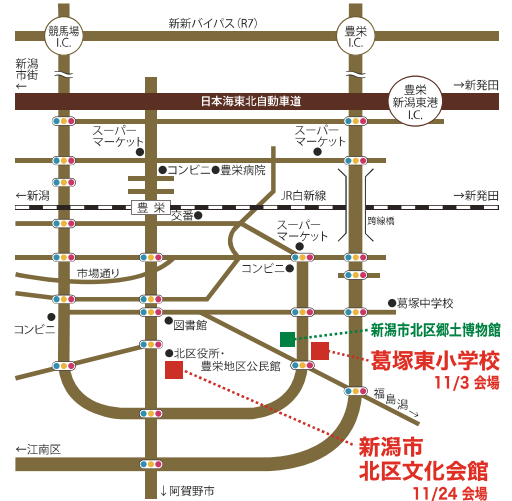 新新バイパス(R7)
競馬場
I.C.
豊栄
I.C.
新潟
市街
←
日本海東北自動車道
豊栄
新潟東港
I.C.
→新発田
スーパー
マーケット
スーパー
マーケット
コンビニ
豊栄病院
←新潟
豊栄
JR白新線
→新発田
交番
跨線橋
スーパー
マーケット
コンビニ
市場通り
葛塚中学校
コンビニ
図書館
新潟市北区郷土博物館
北区役所・
豊栄地区公民館
葛塚東小学校
11/3 会場
福島潟→
新潟市
北区文化会館
11/24 会場
←江南区
↓阿賀野市